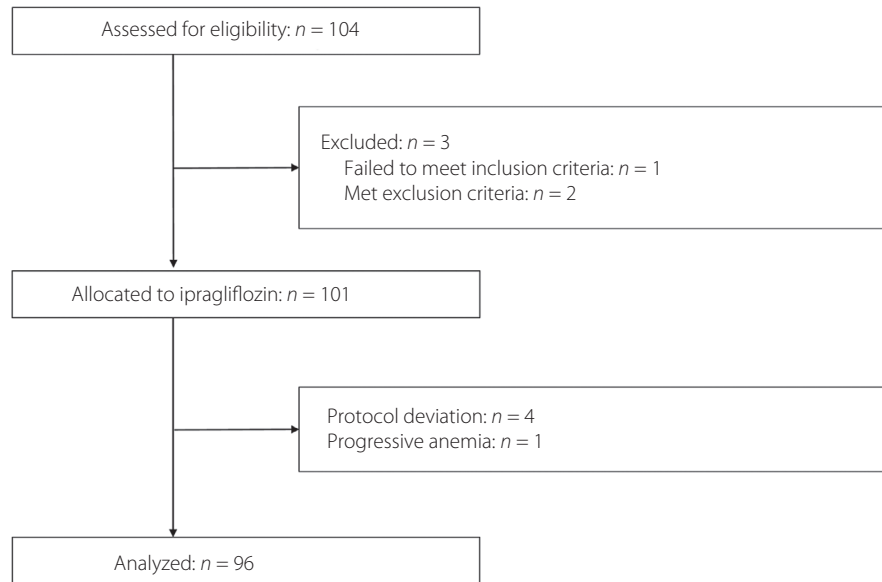 Assessed for eligibility: n = 104
Excluded: n = 3
Failed to meet inclusion criteria: n = 1
Met exclusion criteria: n = 2
Allocated to ipragliflozin: n = 101
Protocol deviation: n = 4
Progressive anemia: n = 1
Analyzed: n = 96